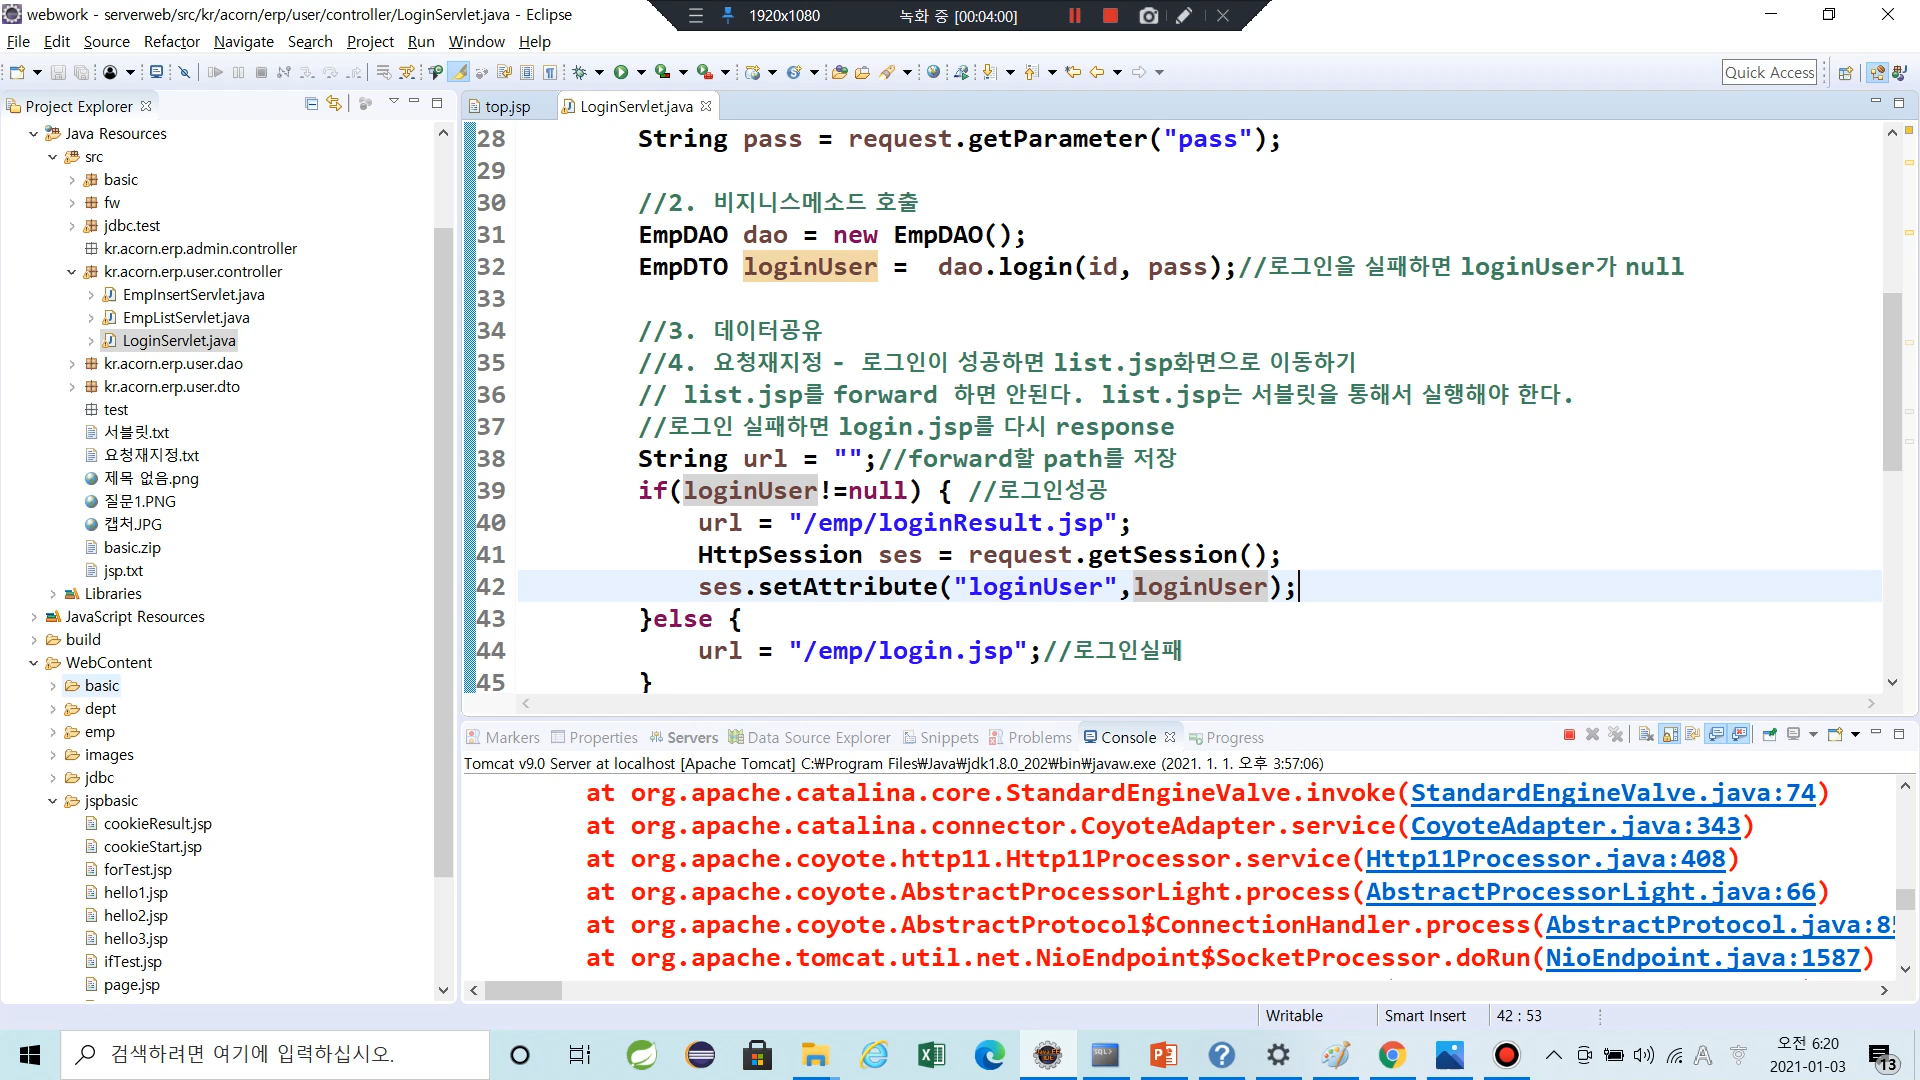 webwork - serverweb/src/kr/acorn/erp/user/controller/LoginServlet.java - Eclipse
1920x1080
녹화 중 [00:04:00]
File Edit Source Refactor Navigate Search Project Run Window Help
Quick Access
Project Explorer
Java Resources
src
basic
fw
jdbc.test
kr.acorn.erp.admin.controller
kr.acorn.erp.user.controller
EmpInsertServlet.java
EmpListServlet.java
LoginServlet.java
kr.acorn.erp.user.dao
kr.acorn.erp.user.dto
test
서블릿.txt
요청재지정.txt
제목 없음.png
질문1.PNG
캡처.JPG
basic.zip
jsp.txt
Libraries
JavaScript Resources
build
WebContent
basic
dept
emp
images
jdbc
jspbasic
cookieResult.jsp
cookieStart.jsp
forTest.jsp
hello1.jsp
hello2.jsp
hello3.jsp
ifTest.jsp
page.jsp
top.jsp LoginServlet.java
28 String pass = request.getParameter("pass");
29
30 //2. 비지니스메소드 호출
31 EmpDAO dao = new EmpDAO();
32 EmpDTO loginUser =  dao.login(id, pass);//로그인을 실패하면 loginUser가 null
33
34 //3. 데이터공유
35 //4. 요청재지정 - 로그인이 성공하면 list.jsp화면으로 이동하기
36 // list.jsp를 forward 하면 안된다. list.jsp는 서블릿을 통해서 실행해야 한다.
37 //로그인 실패하면 login.jsp를 다시 response
38 String url = "";//forward할 path를 저장
39 if(loginUser!=null) { //로그인성공
40 url = "/emp/loginResult.jsp";
41 HttpSession ses = request.getSession();
42 ses.setAttribute("loginUser",loginUser);
43 }else {
44 url = "/emp/login.jsp";//로그인실패
45 }
Markers Properties Servers Data Source Explorer Snippets Problems Console Progress
Tomcat v9.0 Server at localhost [Apache Tomcat] C:₩Program Files₩Java₩jdk1.8.0_202₩bin₩javaw.exe (2021. 1. 1. 오후 3:57:06)
at org.apache.catalina.core.StandardEngineValve.invoke(StandardEngineValve.java:74)
at org.apache.catalina.connector.CoyoteAdapter.service(CoyoteAdapter.java:343)
at org.apache.coyote.http11.Http11Processor.service(Http11Processor.java:408)
at org.apache.coyote.AbstractProcessorLight.process(AbstractProcessorLight.java:66)
at org.apache.coyote.AbstractProtocol$ConnectionHandler.process(AbstractProtocol.java:8
at org.apache.tomcat.util.net.NioEndpoint$SocketProcessor.doRun(NioEndpoint.java:1587)
Writable Smart Insert 42 : 53
검색하려면 여기에 입력하십시오.
오전 6:20
2021-01-03
13